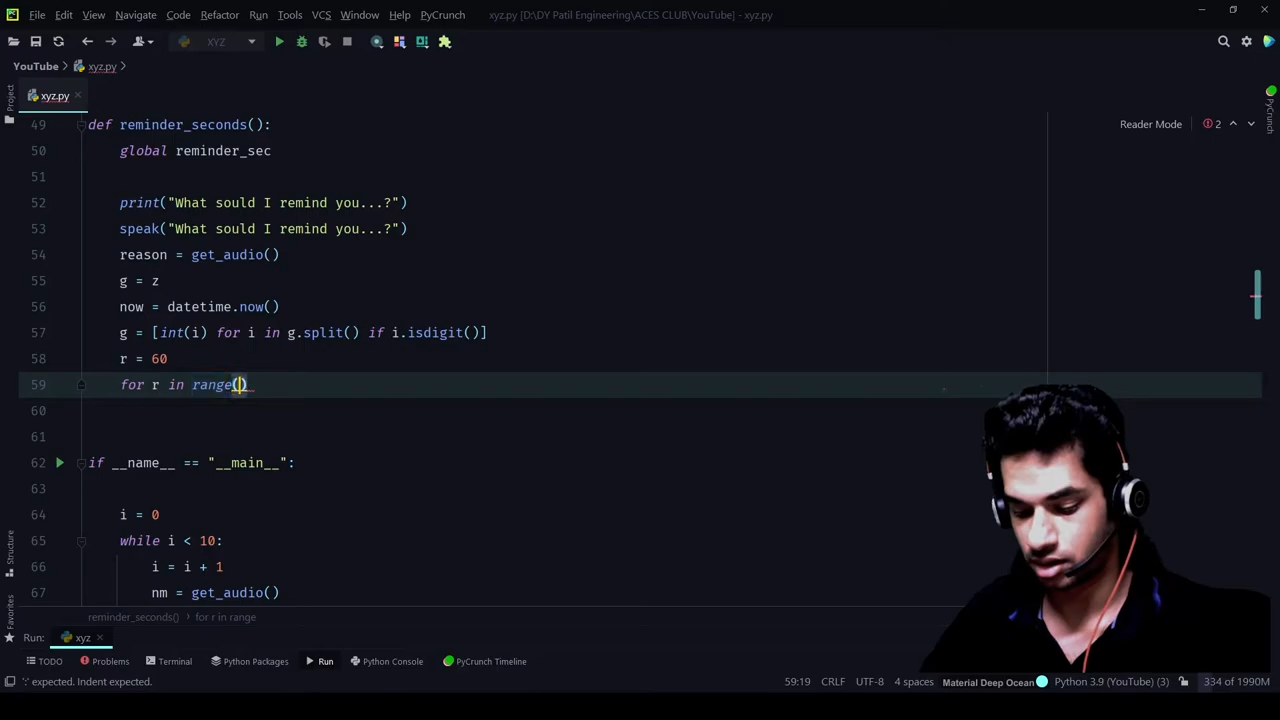 File Edit View Navigate Code Refactor Run Tools VCS Window Help PyCrunch xyz.py [D:\DY Patil Engineering\ACES CLUB\YouTube] - xyz.py
XYZ
YouTube xyz.py
xyz.py
Project
PyCrunch
Reader Mode 2
49 def reminder_seconds():
50 global reminder_sec
51
52 print("What sould I remind you...?")
53 speak("What sould I remind you...?")
54 reason = get_audio()
55 g = z
56 now = datetime.now()
57 g = [int(i) for i in g.split() if i.isdigit()]
58 r = 60
59 for r in range()
60
61
62 if __name__ == "__main__":
63
64 i = 0
65 while i < 10:
66 i = i + 1
67 nm = get_audio()
Structure
Favorites
reminder_seconds() for r in range
Run: xyz
TODO Problems Terminal Python Packages Run Python Console PyCrunch Timeline
':' expected. Indent expected. 59:19 CRLF UTF-8 4 spaces Material Deep Ocean Python 3.9 (YouTube) (3) 334 of 1990M